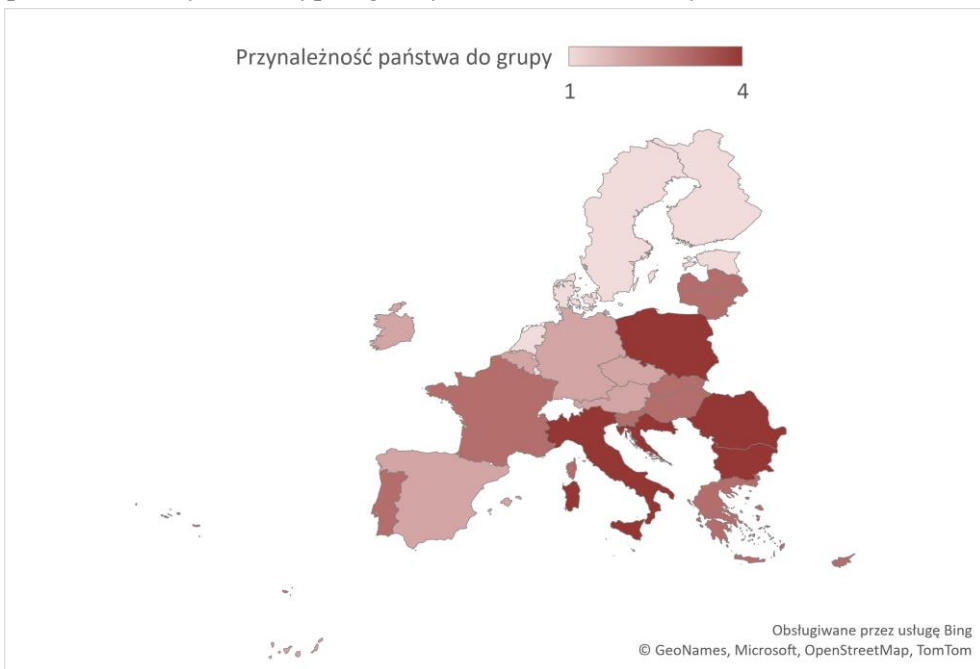 Przynależność państwa do grupy
1 4
Obsługiwane przez usługę Bing
© GeoNames, Microsoft, OpenStreetMap, TomTom